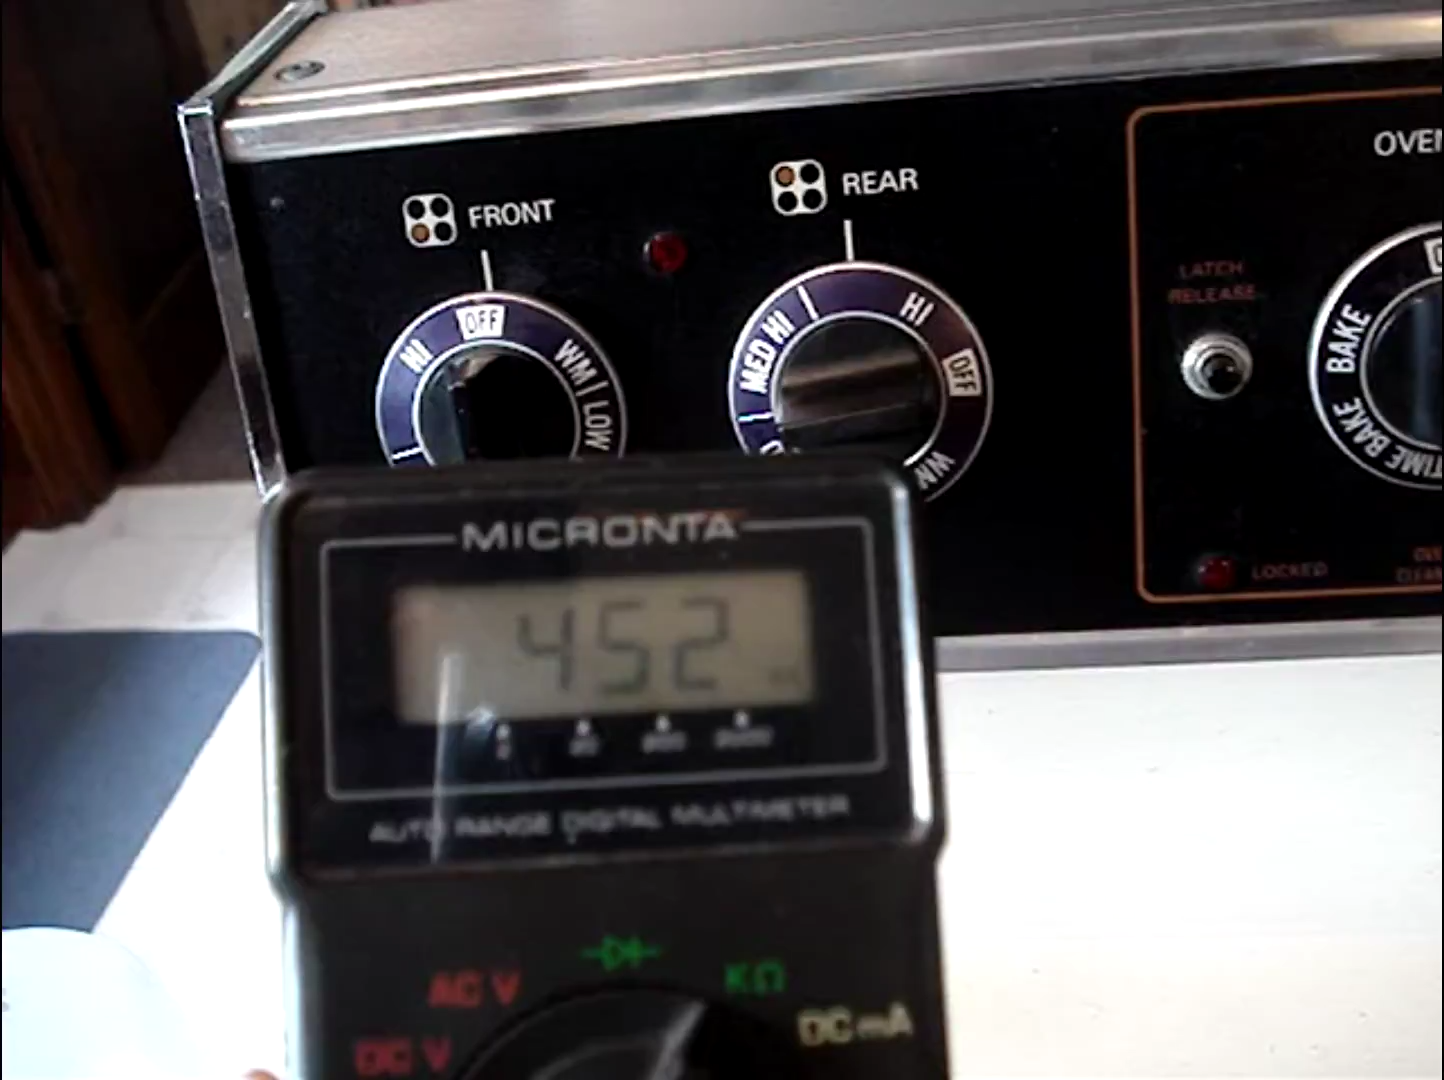 OVEN
REAR
FRONT
LATCH
RELEASE
OFF
HI
WM
LOW
HI
MED HI
OFF
WM
BAKE
TIME BAKE
LOCKED
MICRONTA
452
AUTO RANGE DIGITAL MULTIMETER
AC V
KΩ
DC V
DC mA